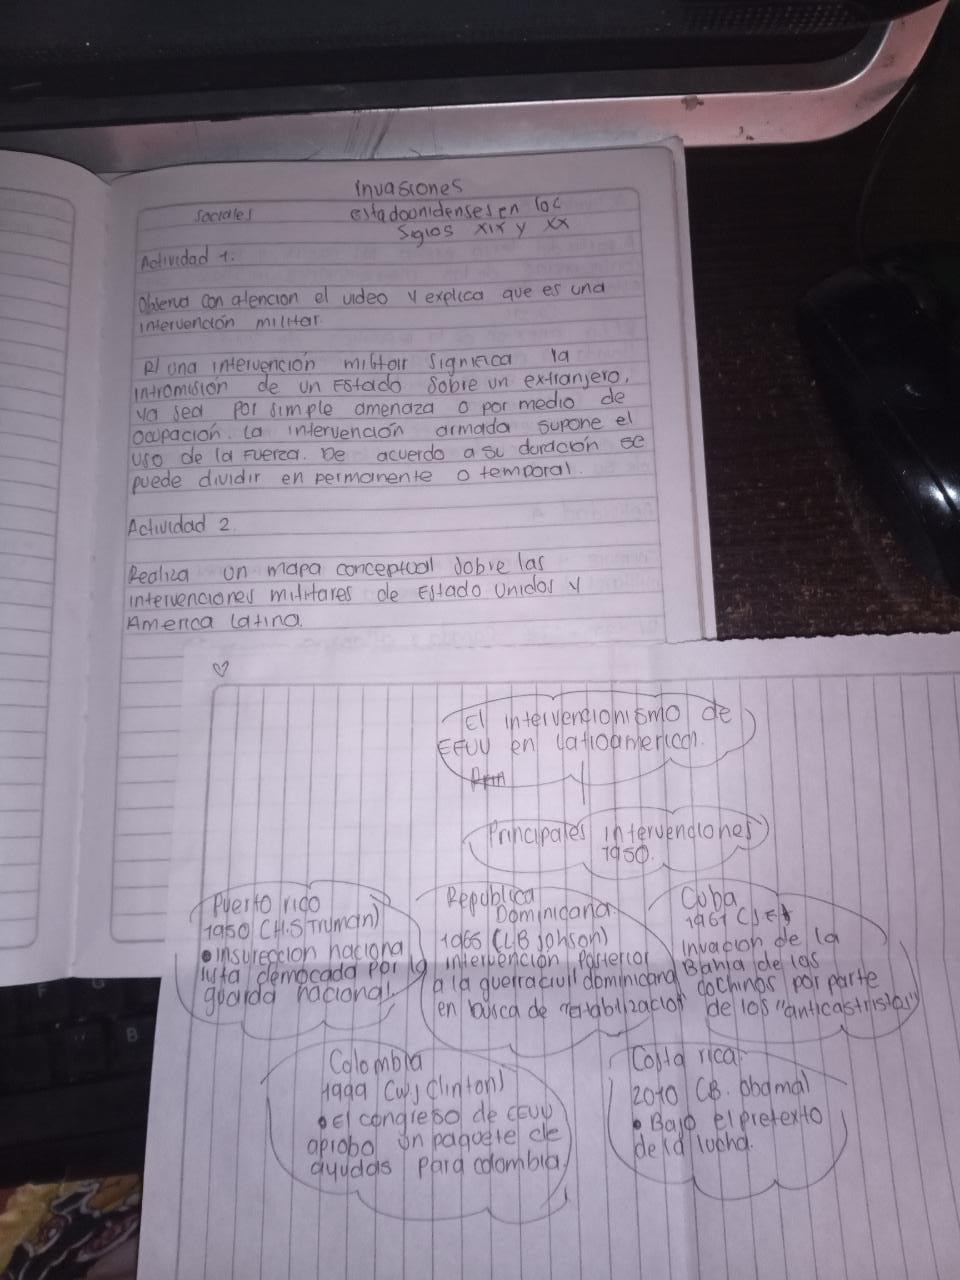 Invasiones
Sociales estadounidenses en los
Siglos XIX y XX
Actividad 1.
Observa con atencion el video y explica que es una
intervención militar.
R/ una intervención militair significa la
intromisión de un Estado sobre un extranjero,
ya sea por simple amenaza o por medio de
ocupación. La intervención armada supone el
uso de la fuerza. De acuerdo a su duración se
puede dividir en permanente o temporal.
Actividad 2.
Realiza un mapa conceptual sobre las
intervenciones militares de Estado Unidos y
America Latina.
El intervencionismo de
EEUU en Latioamerica.
Principales intervenciones
1950.
Puerto rico
1950 (H.S Truman)
• insureccion naciona
lista democada por la
guardia nacional
Republica
Dominicana
1965 (LB Jonson)
intervención Posterior
a la guerra civil dominicana
en busca de
Cuba
1961
invacion de la
Bahia de los
cochinos por parte
de los "anticastristas"
Colombia
1999 (W.J Clinton)
• El congreso de EEUU
aprobo un paquete de
ayudas para colombia.
Costa rica
2010 (B. obama)
• Bajo el pretexto
de la lucha.